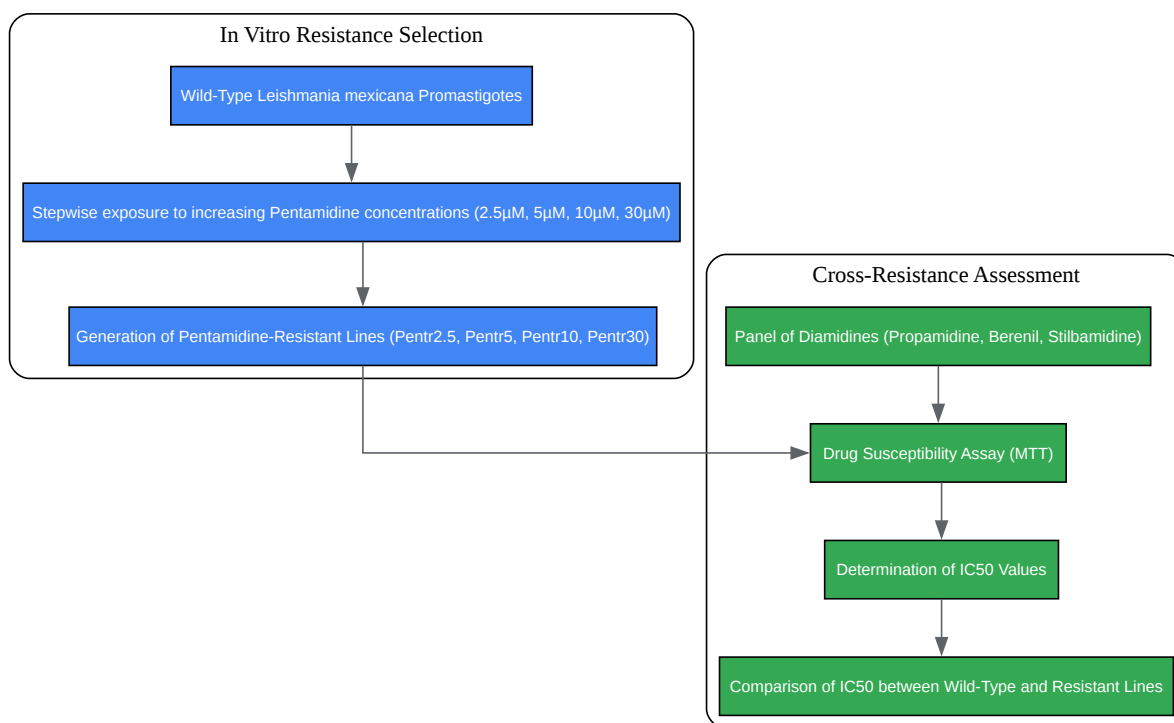 In Vitro Resistance Selection
Wild-Type Leishmania mexicana Promastigotes
Stepwise exposure to increasing Pentamidine concentrations (2.5µM, 5µM, 10µM, 30µM)
Generation of Pentamidine-Resistant Lines (Pentr2.5, Pentr5, Pentr10, Pentr30)
Cross-Resistance Assessment
Panel of Diamidines (Propamidine, Berenil, Stilbamidine)
Drug Susceptibility Assay (MTT)
Determination of IC50 Values
Comparison of IC50 between Wild-Type and Resistant Lines